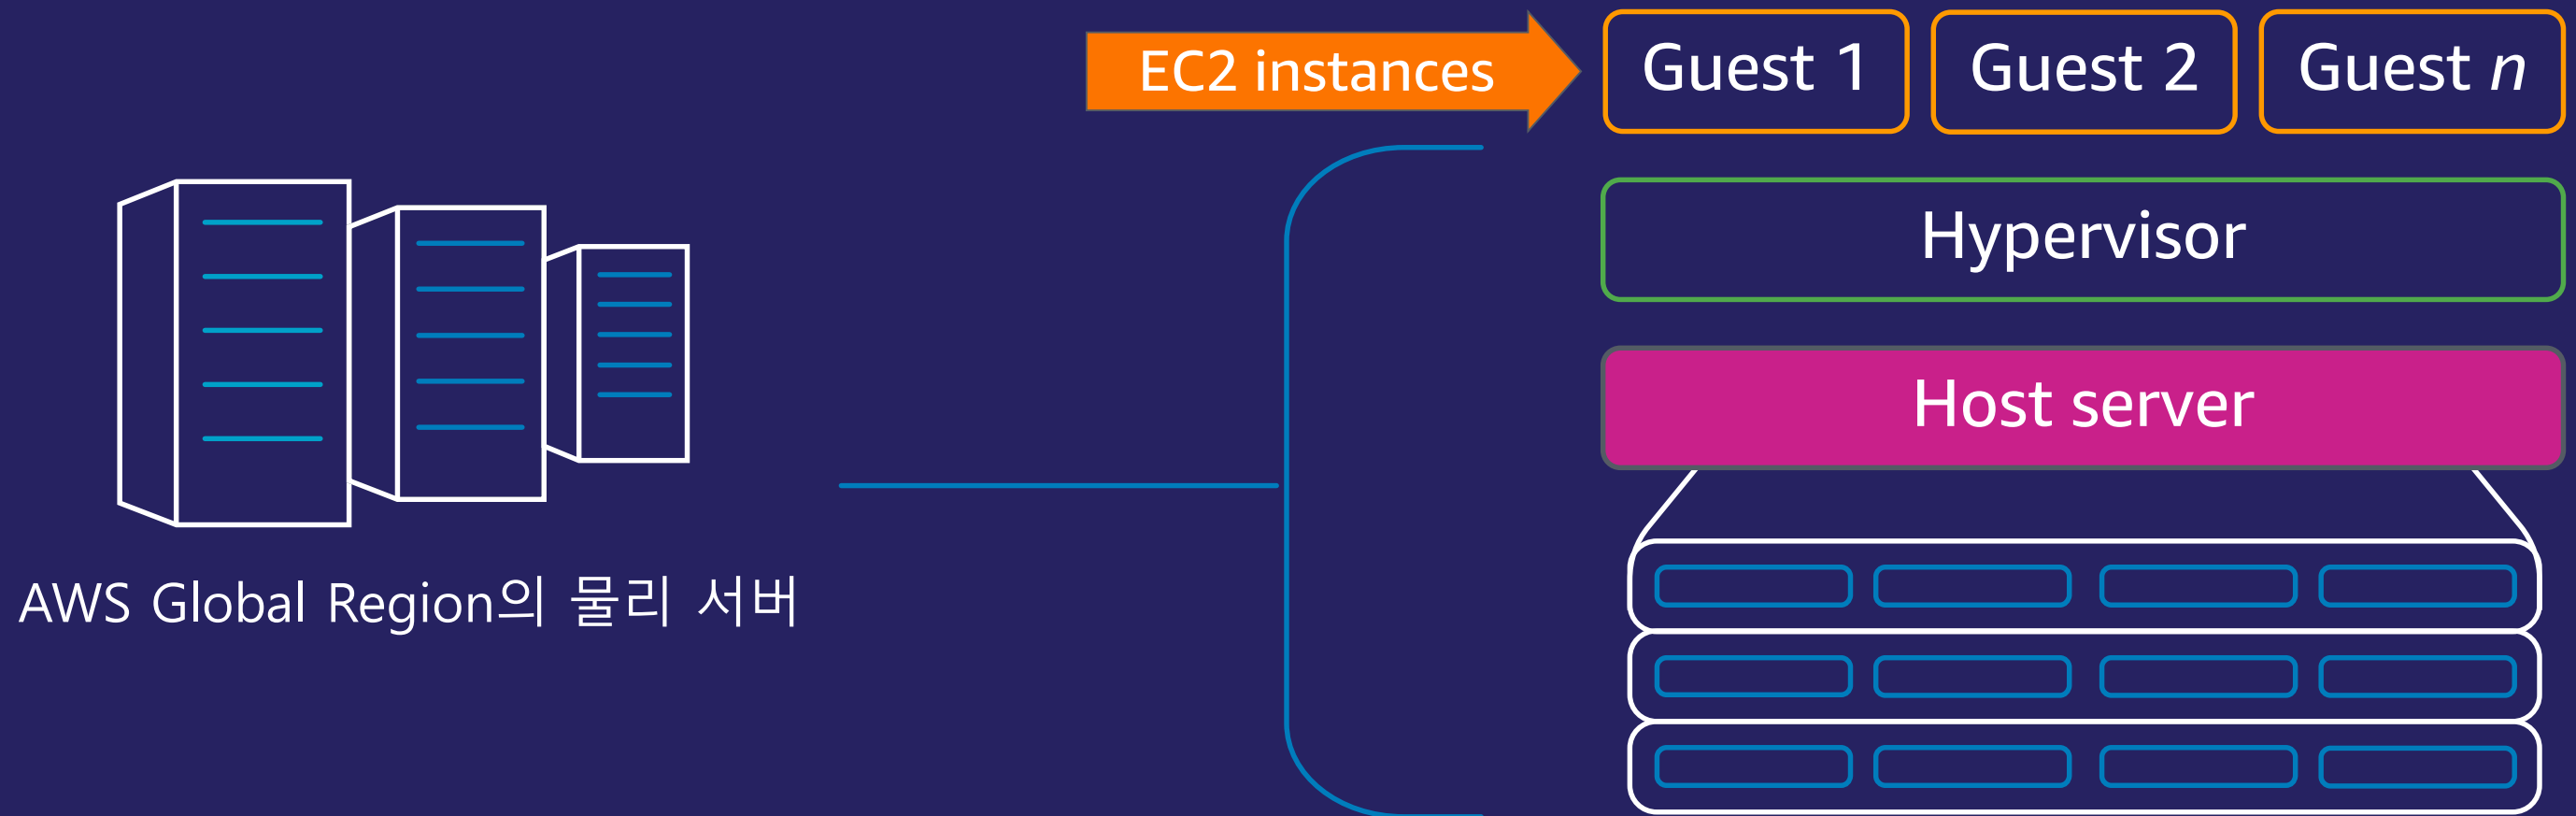 EC2 instances
Guest 1
Guest 2
Guest n
Hypervisor
Host server
AWS Global Region의 물리 서버